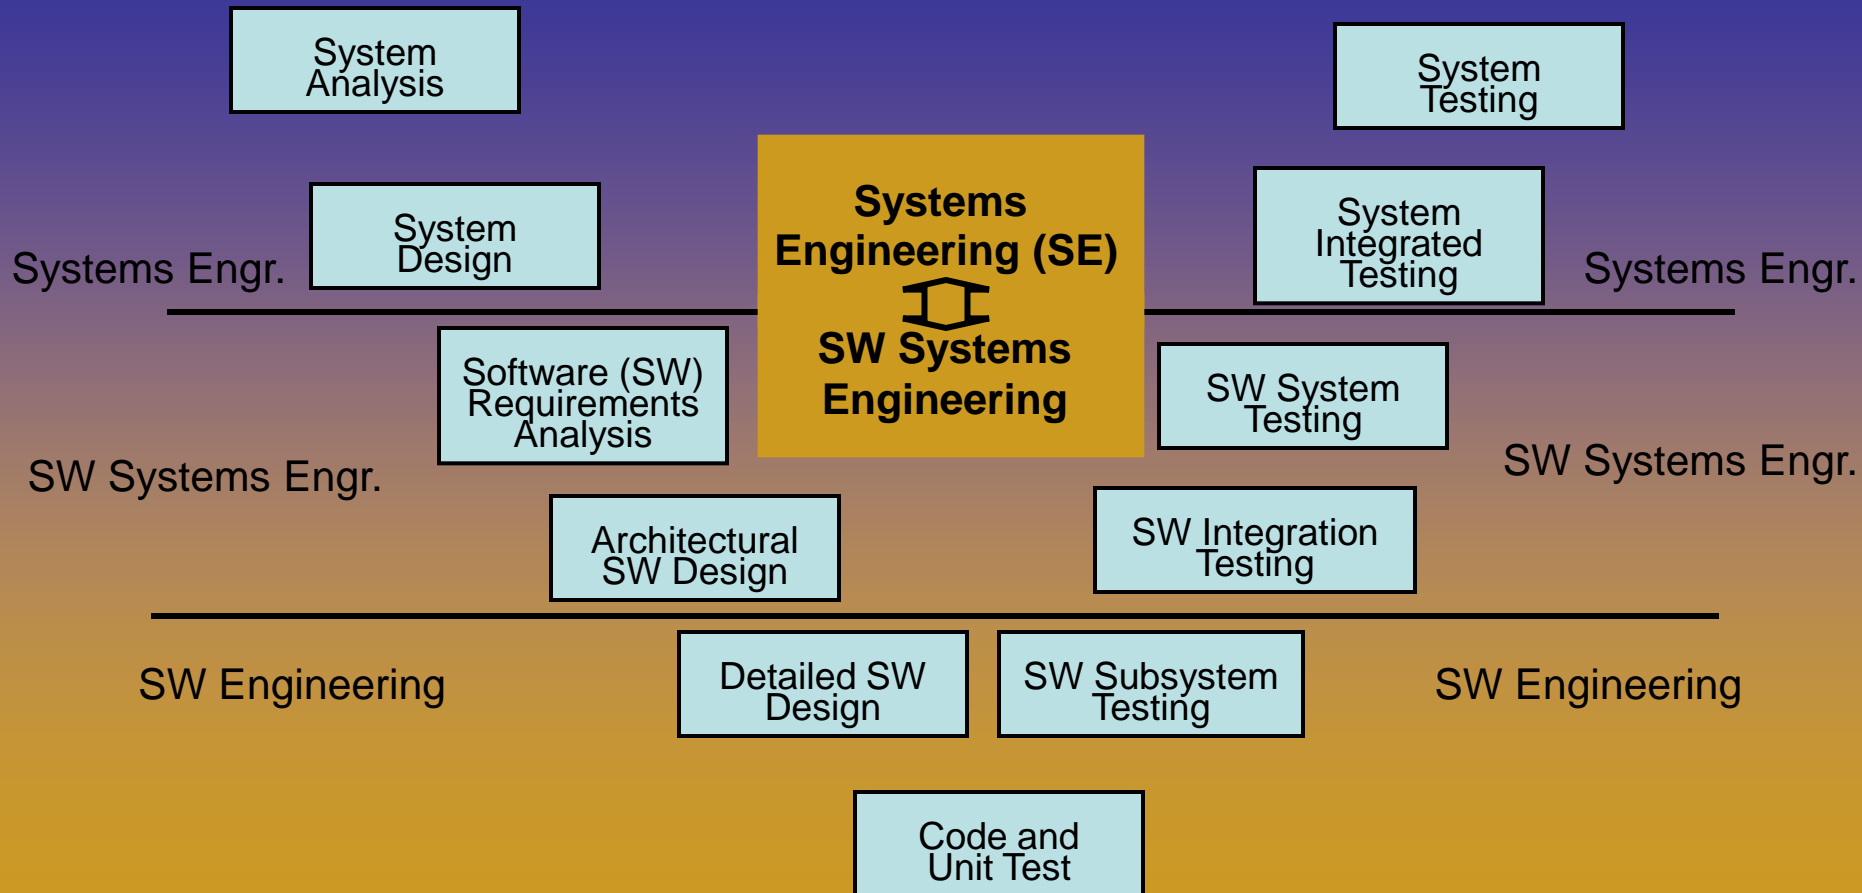 System
Analysis
System
Testing
System
Design
Systems
Engineering (SE)
SW Systems
Engineering
System
Integrated
Testing
Systems Engr.
Systems Engr.
Software (SW)
Requirements
Analysis
SW System
Testing
SW Systems Engr.
SW Systems Engr.
Architectural
SW Design
SW Integration
Testing
SW Engineering
Detailed SW
Design
SW Subsystem
Testing
SW Engineering
Code and
Unit Test